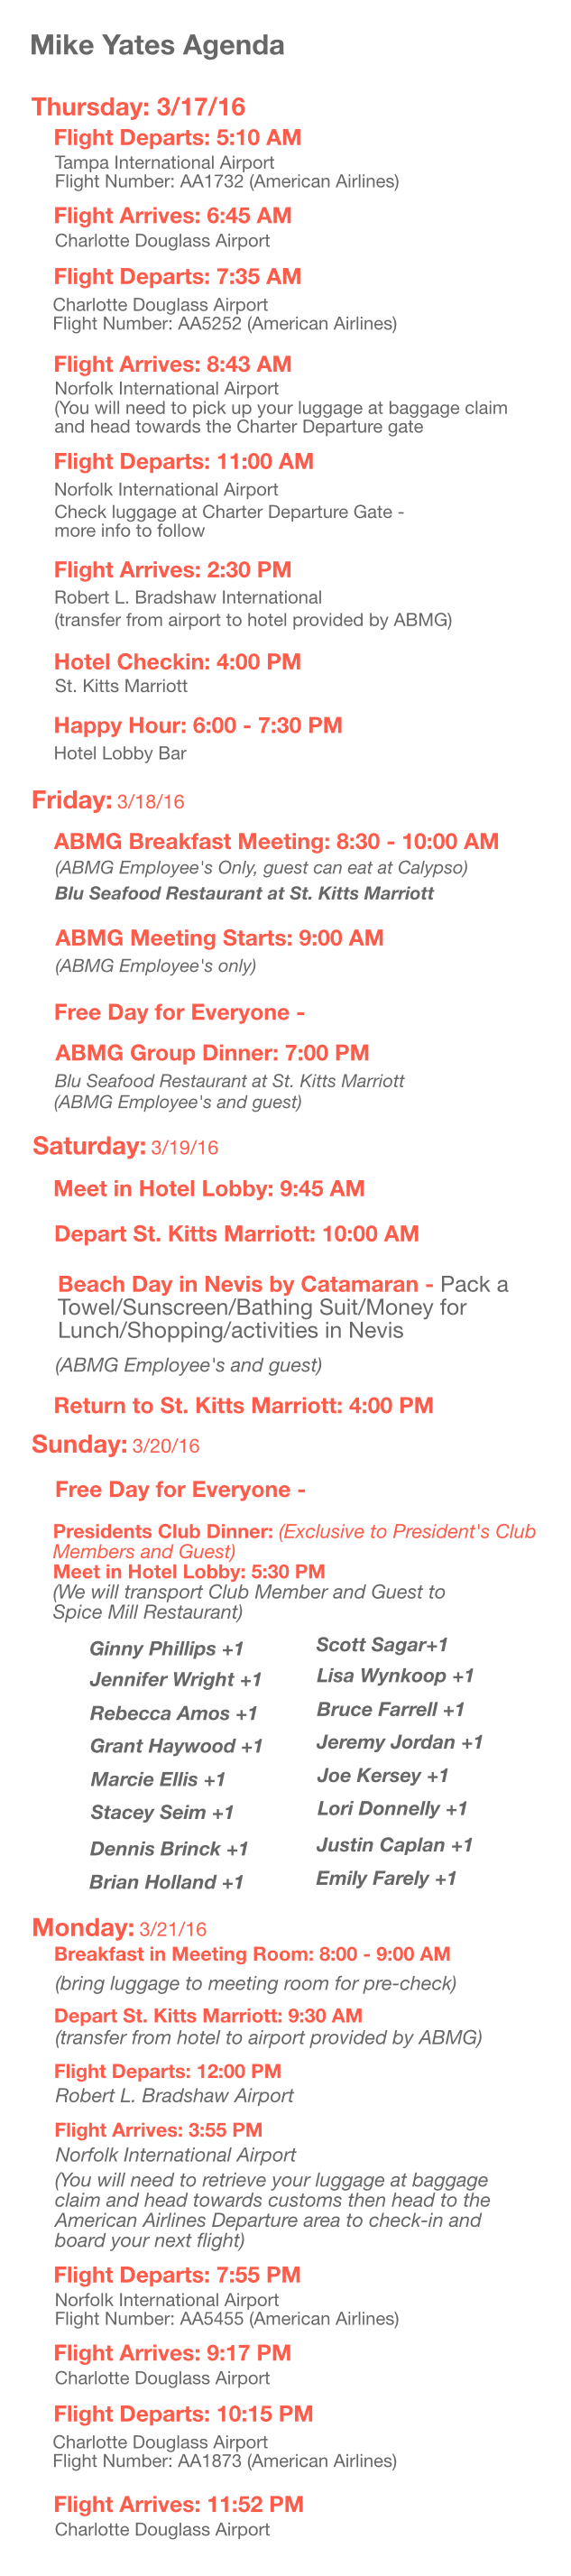 Mike Yates Agenda
Thursday: 3/17/16
Flight Departs: 5:10 AM
Tampa International Airport
Flight Number: AA1732 (American Airlines)
Flight Arrives: 6:45 AM
Charlotte Douglass Airport
Flight Departs: 7:35 AM
Charlotte Douglass Airport
Flight Number: AA5252 (American Airlines)
Flight Arrives: 8:43 AM
Norfolk International Airport
(You will need to pick up your luggage at baggage claim
and head towards the Charter Departure gate
Flight Departs: 11:00 AM
Norfolk International Airport
Check luggage at Charter Departure Gate -
more info to follow
Flight Arrives: 2:30 PM
Robert L. Bradshaw International
(transfer from airport to hotel provided by ABMG)
Hotel Checkin: 4:00 PM
St. Kitts Marriott
Happy Hour: 6:00 - 7:30 PM
Hotel Lobby Bar
Friday: 3/18/16
ABMG Breakfast Meeting: 8:30 - 10:00 AM
(ABMG Employee's Only, guest can eat at Calypso)
Blu Seafood Restaurant at St. Kitts Marriott
ABMG Meeting Starts: 9:00 AM
(ABMG Employee's only)
Free Day for Everyone -
ABMG Group Dinner: 7:00 PM
Blu Seafood Restaurant at St. Kitts Marriott
(ABMG Employee's and guest)
Saturday: 3/19/16
Meet in Hotel Lobby: 9:45 AM
Depart St. Kitts Marriott: 10:00 AM
Beach Day in Nevis by Catamaran - Pack a
Towel/Sunscreen/Bathing Suit/Money for
Lunch/Shopping/activities in Nevis
(ABMG Employee's and guest)
Return to St. Kitts Marriott: 4:00 PM
Sunday: 3/20/16
Free Day for Everyone -
Presidents Club Dinner: (Exclusive to President's Club
Members and Guest)
Meet in Hotel Lobby: 5:30 PM
(We will transport Club Member and Guest to
Spice Mill Restaurant)
Ginny Phillips +1
Jennifer Wright +1
Rebecca Amos +1
Grant Haywood +1
Marcie Ellis +1
Stacey Seim +1
Dennis Brinck +1
Brian Holland +1
Scott Sagar+1
Lisa Wynkoop +1
Bruce Farrell +1
Jeremy Jordan +1
Joe Kersey +1
Lori Donnelly +1
Justin Caplan +1
Emily Farely +1
Monday: 3/21/16
Breakfast in Meeting Room: 8:00 - 9:00 AM
(bring luggage to meeting room for pre-check)
Depart St. Kitts Marriott: 9:30 AM
(transfer from hotel to airport provided by ABMG)
Flight Departs: 12:00 PM
Robert L. Bradshaw Airport
Flight Arrives: 3:55 PM
Norfolk International Airport
(You will need to retrieve your luggage at baggage
claim and head towards customs then head to the
American Airlines Departure area to check-in and
board your next flight)
Flight Departs: 7:55 PM
Norfolk International Airport
Flight Number: AA5455 (American Airlines)
Flight Arrives: 9:17 PM
Charlotte Douglass Airport
Flight Departs: 10:15 PM
Charlotte Douglass Airport
Flight Number: AA1873 (American Airlines)
Flight Arrives: 11:52 PM
Charlotte Douglass Airport